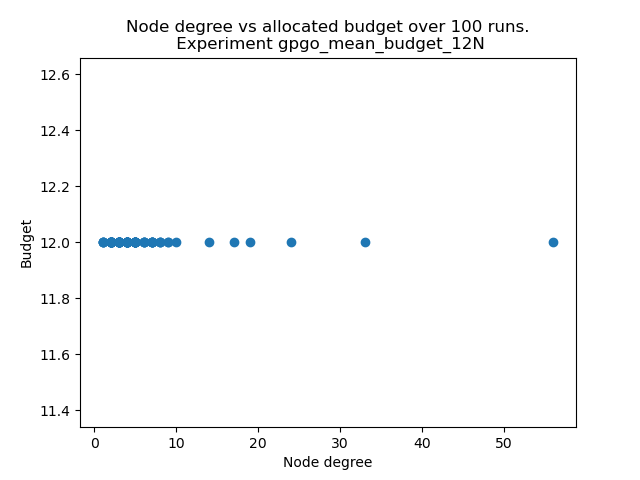 Node degree vs allocated budget over 100 runs.
Experiment gpgo_mean_budget_12N
12.6
12.4
12.2
12.0
11.8
11.6
11.4
Budget
0 10 20 30 40 50
Node degree